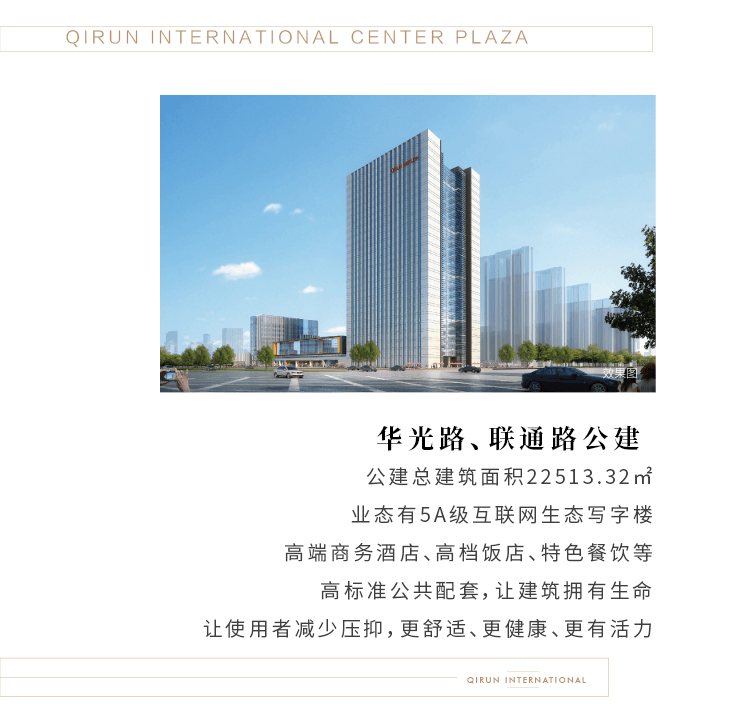 QIRUN INTERNATIONAL CENTER PLAZA
QIRUN
效果图
华光路、联通路公建
公建总建筑面积22513.32㎡
业态有5A级互联网生态写字楼
高端商务酒店、高档饭店、特色餐饮等
高标准公共配套，让建筑拥有生命
让使用者减少压抑，更舒适、更健康、更有活力
QIRUN INTERNATIONAL